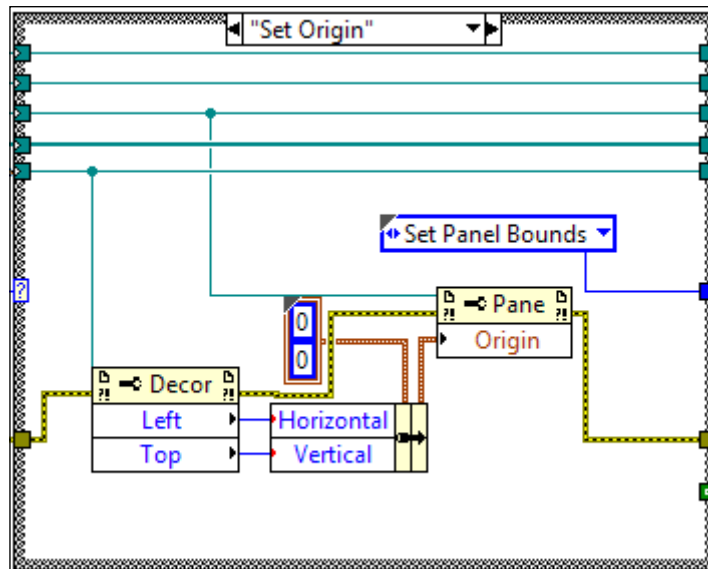 "Set Origin"
Set Panel Bounds
?
0
0
Pane
Origin
Decor
Left
Top
Horizontal
Vertical